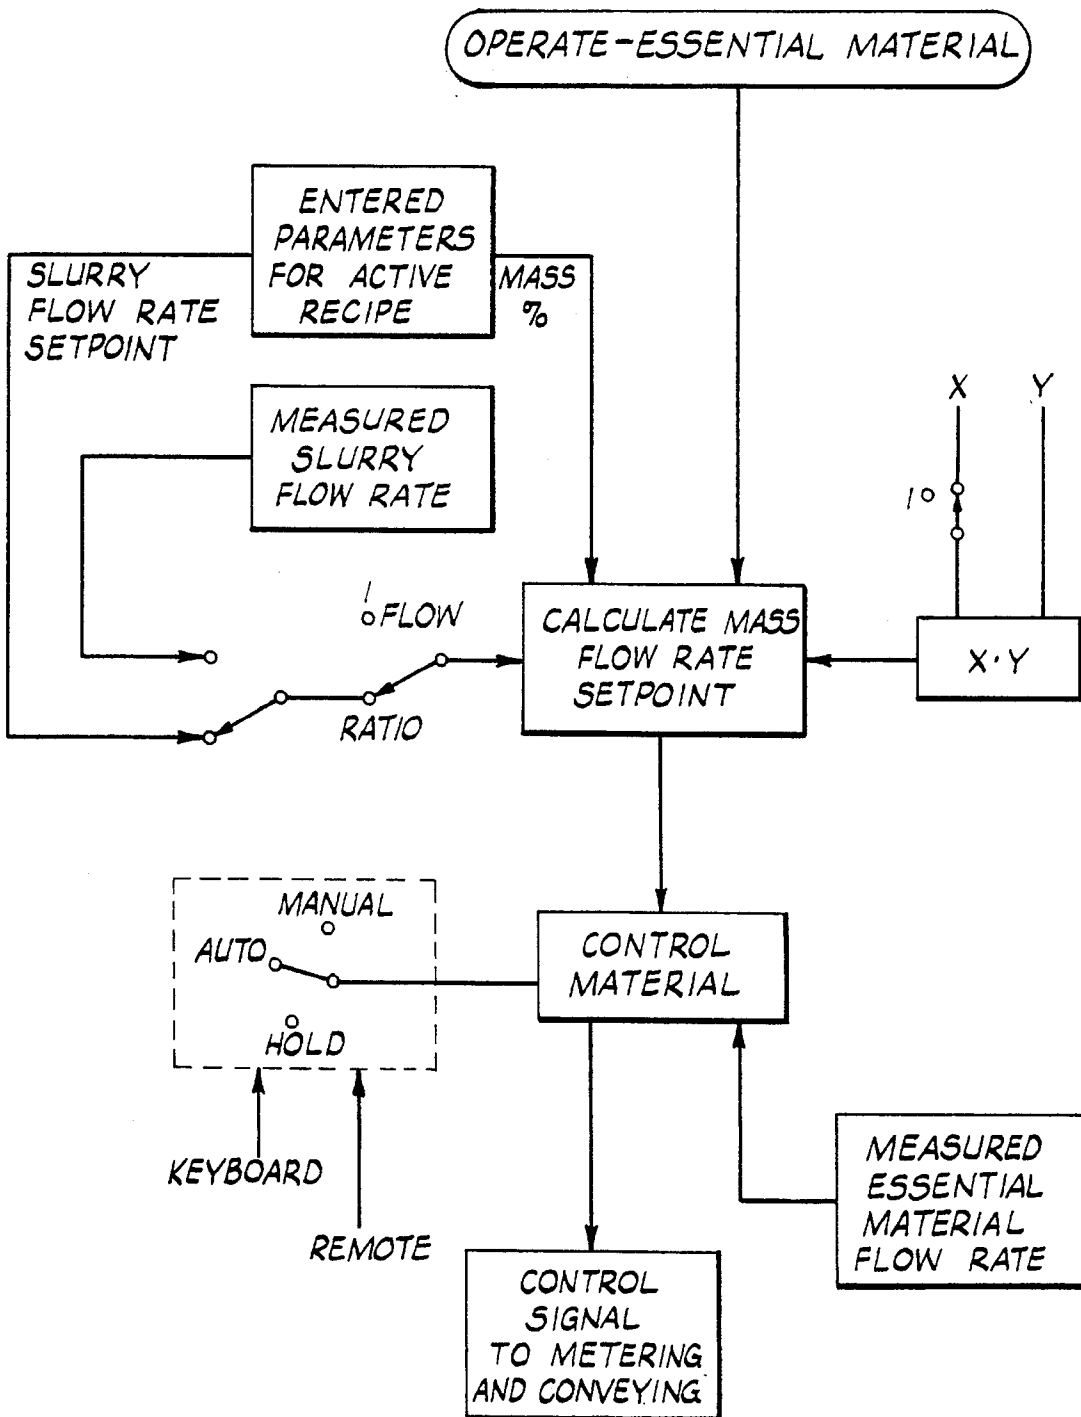 OPERATE-ESSENTIAL MATERIAL
ENTERED
PARAMETERS
FOR ACTIVE
RECIPE
SLURRY
FLOW RATE
SETPOINT
MASS
%
MEASURED
SLURRY
FLOW RATE
X
Y
1
1
FLOW
RATIO
CALCULATE MASS
FLOW RATE
SETPOINT
X·Y
MANUAL
AUTO
HOLD
CONTROL
MATERIAL
KEYBOARD
REMOTE
MEASURED
ESSENTIAL
MATERIAL
FLOW RATE
CONTROL
SIGNAL
TO METERING
AND CONVEYING